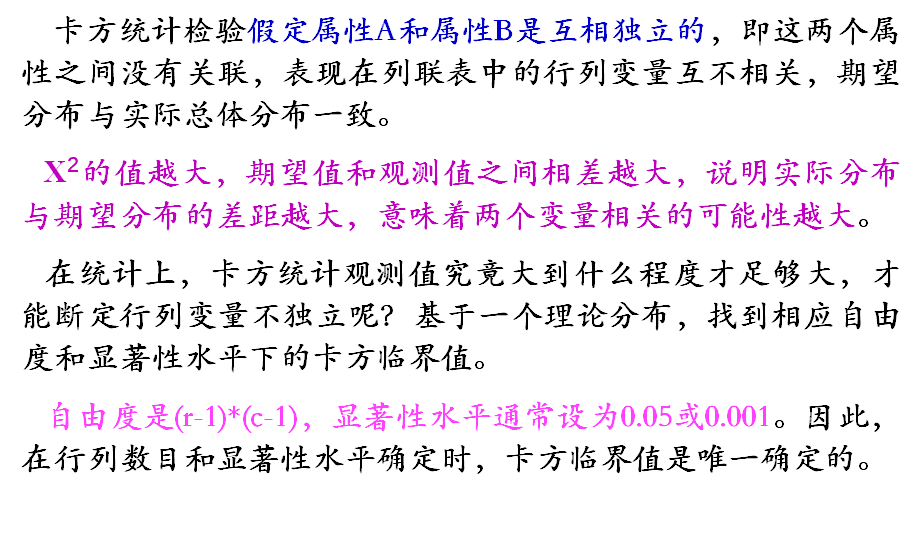 卡方统计检验假定属性A和属性B是互相独立的，即这两个属
性之间没有关联，表现在列联表中的行列变量互不相关，期望
分布与实际总体分布一致。
X²的值越大，期望值和观测值之间相差越大，说明实际分布
与期望分布的差距越大，意味着两个变量相关的可能性越大。
在统计上，卡方统计观测值究竟大到什么程度才足够大，才
能断定行列变量不独立呢？基于一个理论分布，找到相应自由
度和显著性水平下的卡方临界值。
自由度是(r-1)*(c-1)，显著性水平通常设为0.05或0.001。因此，
在行列数目和显著性水平确定时，卡方临界值是唯一确定的。